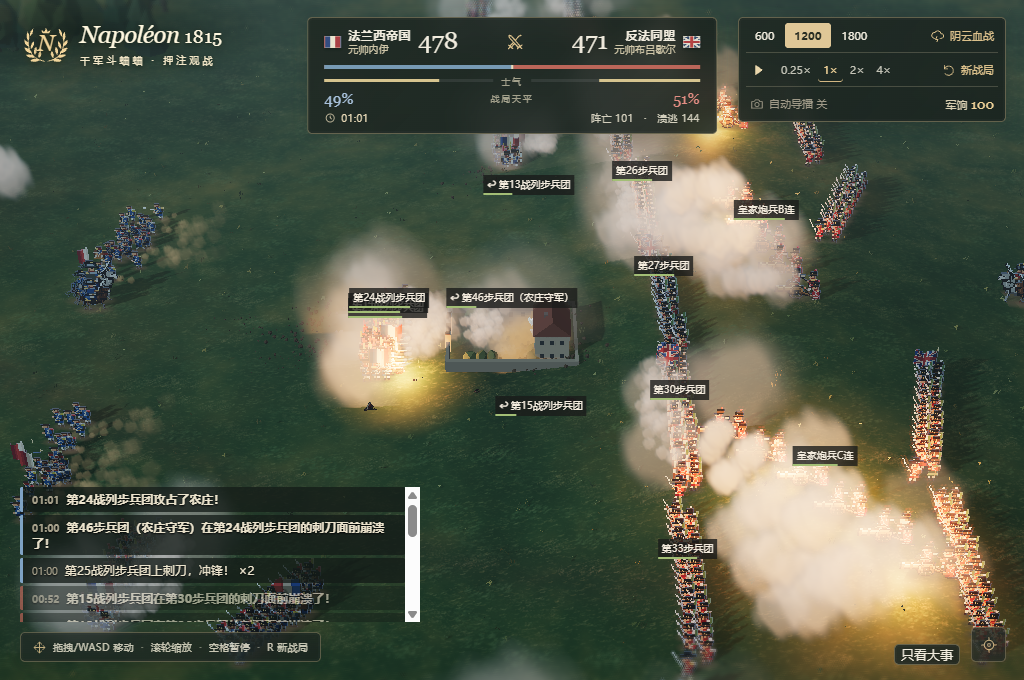 Napoléon 1815
千军斗蛐蛐 · 押注观战
法兰西帝国
元帅内伊
478
471
反法同盟
元帅布吕歇尔
士气
49%
战局天平
51%
01:01
阵亡 101 · 溃逃 144
600 1200 1800 阴云血战
0.25× 1× 2× 4× 新战局
自动导播 关 军饷 100
第26步兵团
第13战列步兵团
皇家炮兵B连
第27步兵团
第24战列步兵团
第46步兵团（农庄守军）
第30步兵团
第15战列步兵团
皇家炮兵C连
第33步兵团
01:01 第24战列步兵团攻占了农庄！
01:00 第46步兵团（农庄守军）在第24战列步兵团的刺刀面前崩溃
了！
01:00 第25战列步兵团上刺刀，冲锋！ ×2
00:52 第15战列步兵团在第30步兵团的刺刀面前崩溃了！
拖拽/WASD 移动 · 滚轮缩放 · 空格暂停 · R 新战局
只看大事